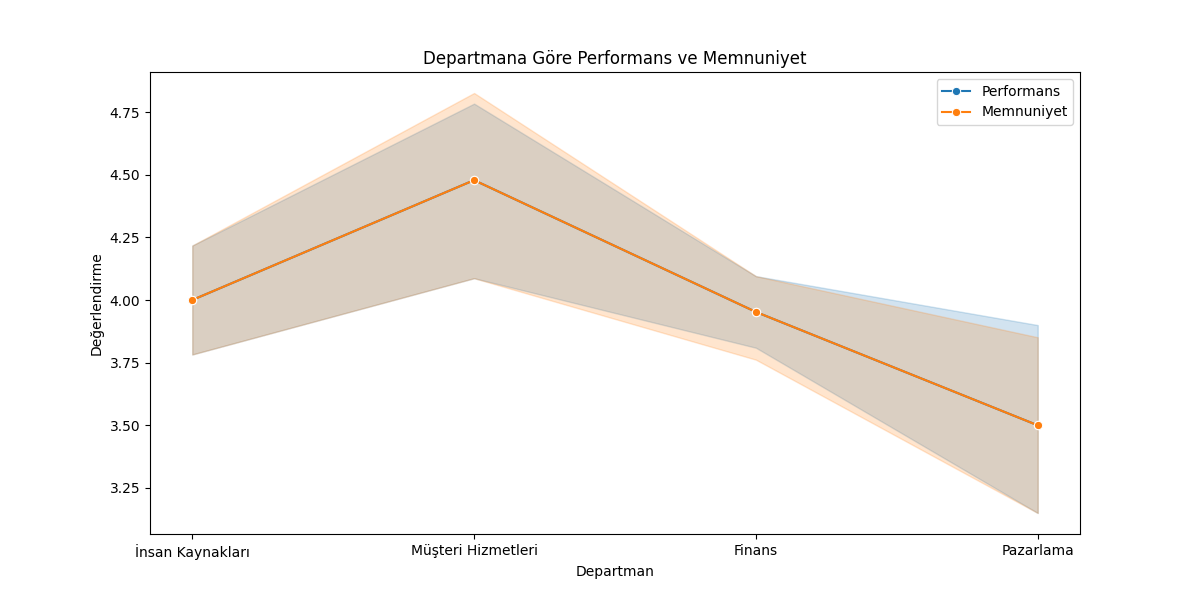 Departmana Göre Performans ve Memnuniyet
Performans
Memnuniyet
Değerlendirme
4.75
4.50
4.25
4.00
3.75
3.50
3.25
İnsan Kaynakları
Müşteri Hizmetleri
Finans
Pazarlama
Departman